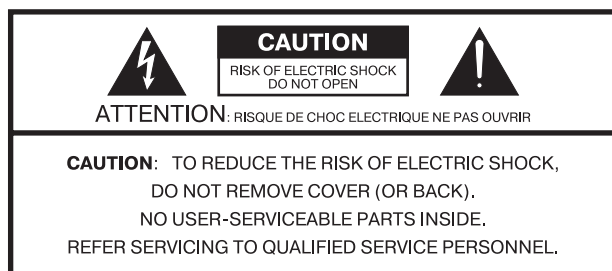 CAUTION
RISK OF ELECTRIC SHOCK
DO NOT OPEN
ATTENTION: RISQUE DE CHOC ELECTRIQUE NE PAS OUVRIR
CAUTION: TO REDUCE THE RISK OF ELECTRIC SHOCK,
DO NOT REMOVE COVER (OR BACK).
NO USER-SERVICEABLE PARTS INSIDE.
REFER SERVICING TO QUALIFIED SERVICE PERSONNEL.